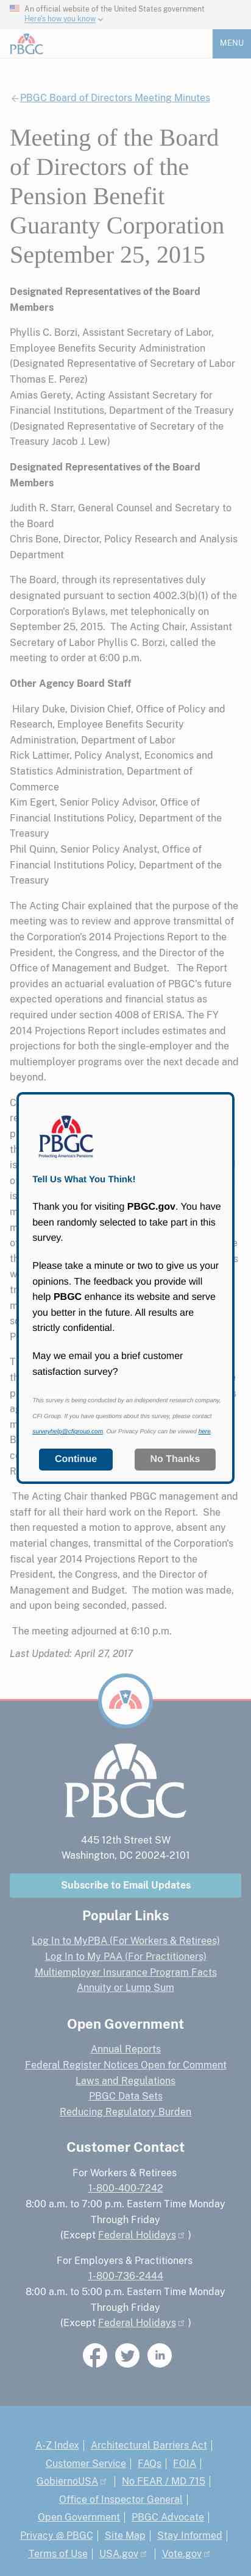 An official website of the United States government
Here's how you know
PBGC
MENU
PBGC Board of Directors Meeting Minutes
Meeting of the Board
of Directors of the
Pension Benefit
Guaranty Corporation
September 25, 2015
Designated Representatives of the Board
Members
Phyllis C. Borzi, Assistant Secretary of Labor,
Employee Benefits Security Administration
(Designated Representative of Secretary of Labor
Thomas E. Perez)
Amias Gerety, Acting Assistant Secretary for
Financial Institutions, Department of the Treasury
(Designated Representative of Secretary of the
Treasury Jacob J. Lew)
Designated Representatives of the Board
Members
Judith R. Starr, General Counsel and Secretary to
the Board
Chris Bone, Director, Policy Research and Analysis
Department
The Board, through its representatives duly
designated pursuant to section 4002.3(b)(1) of the
Corporation's Bylaws, met telephonically on
September 25, 2015.  The Acting Chair, Assistant
Secretary of Labor Phyllis C. Borzi, called the
meeting to order at 6:00 p.m.
Other Agency Board Staff
Hilary Duke, Division Chief, Office of Policy and
Research, Employee Benefits Security
Administration, Department of Labor
Rick Lattimer, Policy Analyst, Economics and
Statistics Administration, Department of
Commerce
Kim Egert, Senior Policy Advisor, Office of
Financial Institutions Policy, Department of the
Treasury
Phil Quinn, Senior Policy Analyst, Office of
Financial Institutions Policy, Department of the
Treasury
The Acting Chair explained that the purpose of the
meeting was to review and approve transmittal of
the Corporation's 2014 Projections Report to the
President, the Congress, and the Director of the
Office of Management and Budget.   The Report
provides an actuarial evaluation of PBGC's future
expected operations and financial status as
required under section 4008 of ERISA. The FY
2014 Projections Report includes estimates and
projections for both the single-employer and the
multiemployer programs over the next decade and
beyond.
PBGC
Protecting America's Pensions
Tell Us What You Think!
Thank you for visiting PBGC.gov. You have
been randomly selected to take part in this
survey.
Please take a minute or two to give us your
opinions. The feedback you provide will
help PBGC enhance its website and serve
you better in the future. All results are
strictly confidential.
May we email you a brief customer
satisfaction survey?
This survey is being conducted by an independent research company,
CFI Group. If you have questions about this survey, please contact
surveyhelp@cfigroup.com. Our Privacy Policy can be viewed here.
Continue
No Thanks
The Acting Chair thanked PBGC management and
staff for all their hard work on the Report.   She
then requested a motion to approve, absent any
material changes, transmittal of the Corporation's
fiscal year 2014 Projections Report to the
President, the Congress, and the Director of
Management and Budget.  The motion was made,
and upon being seconded, passed.
The meeting adjourned at 6:10 p.m.
Last Updated: April 27, 2017
PBGC
445 12th Street SW
Washington, DC 20024-2101
Subscribe to Email Updates
Popular Links
Log In to MyPBA (For Workers & Retirees)
Log In to My PAA (For Practitioners)
Multiemployer Insurance Program Facts
Annuity or Lump Sum
Open Government
Annual Reports
Federal Register Notices Open for Comment
Laws and Regulations
PBGC Data Sets
Reducing Regulatory Burden
Customer Contact
For Workers & Retirees
1-800-400-7242
8:00 a.m. to 7:00 p.m. Eastern Time Monday
Through Friday
(Except Federal Holidays )
For Employers & Practitioners
1-800-736-2444
8:00 a.m. to 5:00 p.m. Eastern Time Monday
Through Friday
(Except Federal Holidays )
A-Z Index | Architectural Barriers Act |
Customer Service | FAQs | FOIA |
GobiernoUSA | No FEAR / MD 715 |
Office of Inspector General |
Open Government | PBGC Advocate |
Privacy @ PBGC | Site Map | Stay Informed |
Terms of Use | USA.gov | Vote.gov